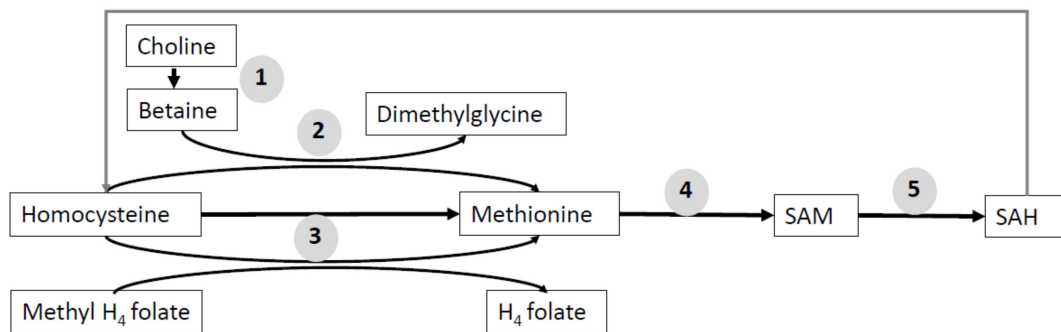 Choline
1
Betaine
Dimethylglycine
2
Homocysteine
Methionine
4
SAM
5
SAH
3
Methyl H₄ folate
H₄ folate